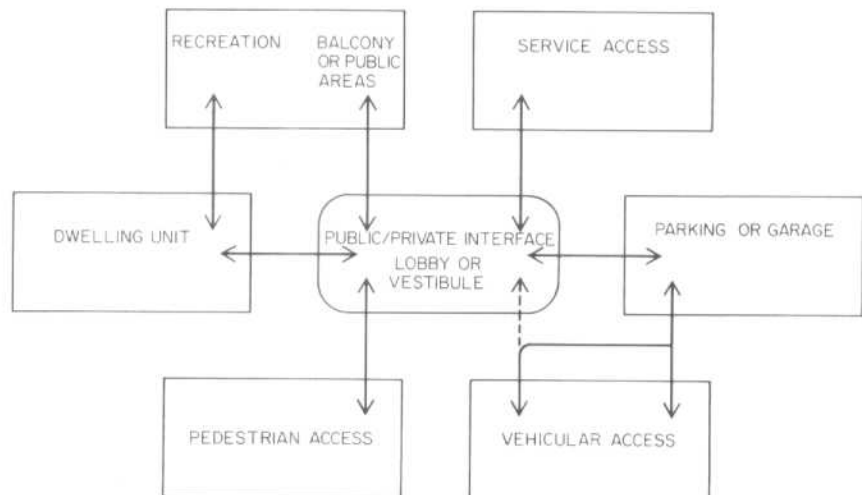 RECREATION
BALCONY
OR PUBLIC
AREAS
SERVICE ACCESS
DWELLING UNIT
PUBLIC/PRIVATE INTERFACE
LOBBY OR
VESTIBULE
PARKING OR GARAGE
PEDESTRIAN ACCESS
VEHICULAR ACCESS